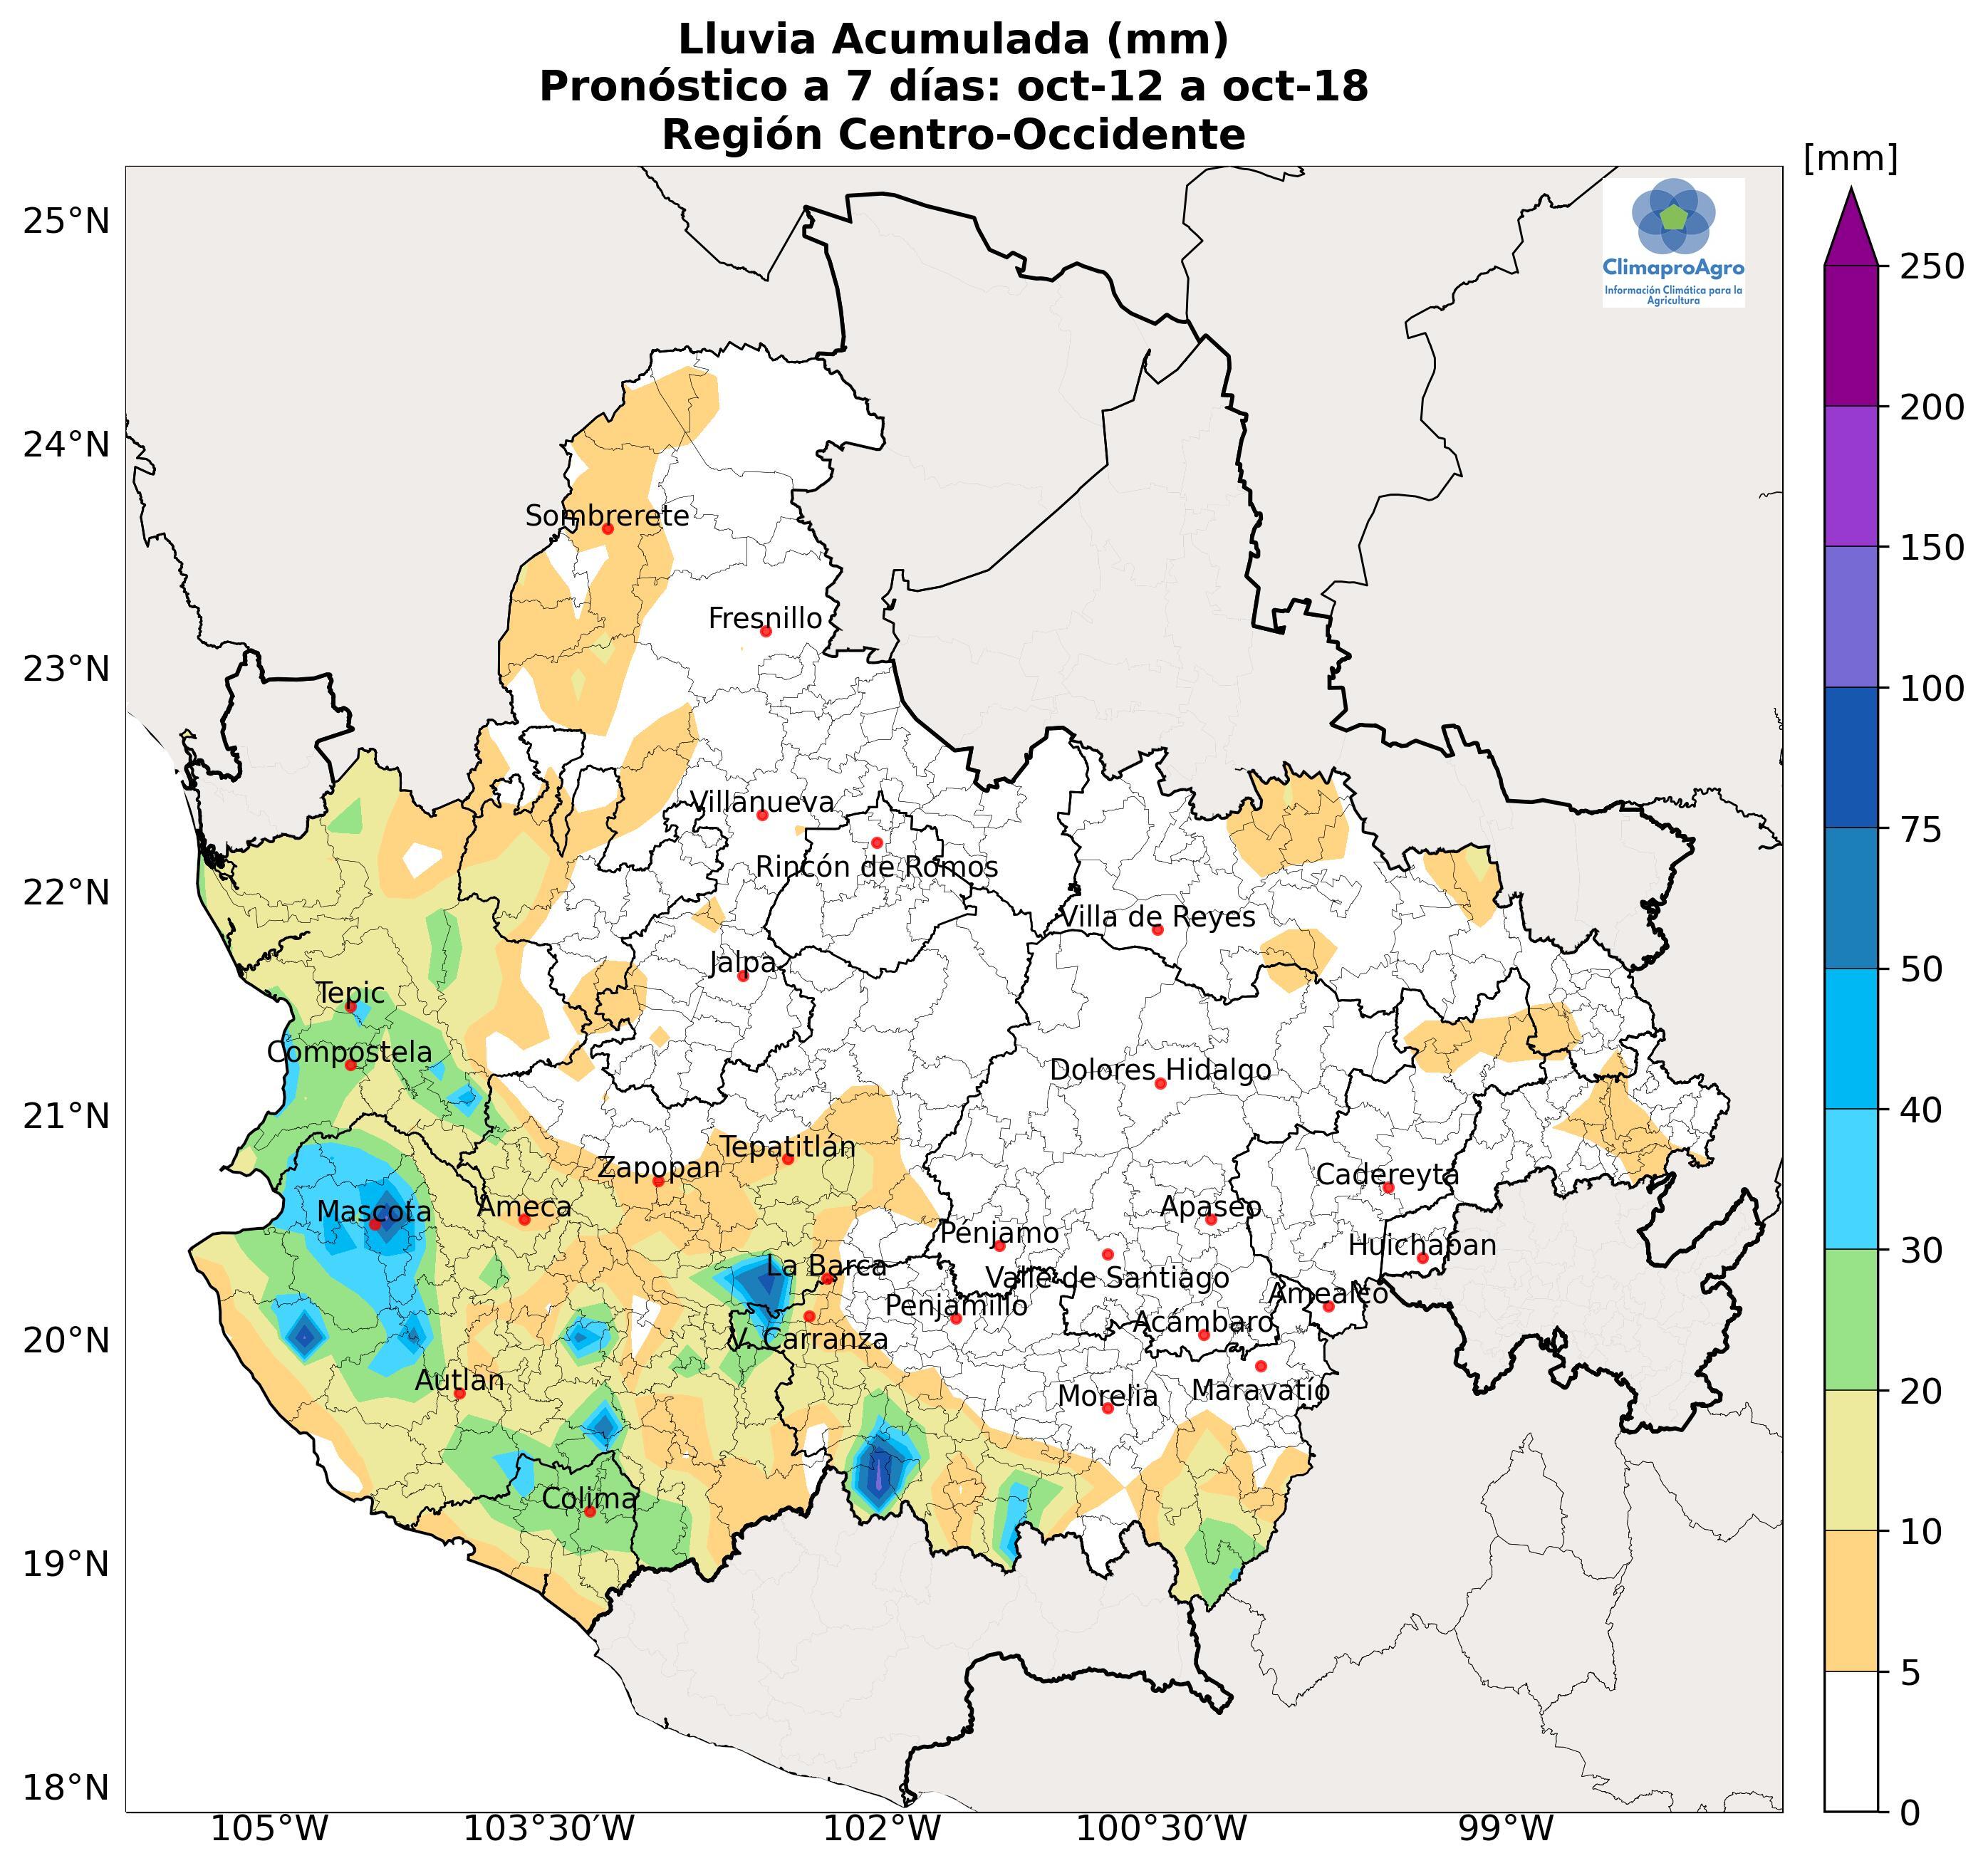 Lluvia Acumulada (mm)
Pronóstico a 7 días: oct-12 a oct-18
Región Centro-Occidente
[mm]
ClimaproAgro
Información Climática para la
Agricultura
25°N
24°N
23°N
22°N
21°N
20°N
19°N
18°N
250
200
150
100
75
50
40
30
20
10
5
0
Sombrerete
Fresnillo
Villanueva
Rincón de Romos
Villa de Reyes
Jalpa
Tepic
Compostela
Dolores Hidalgo
Tepatitlán
Zapopan
Cadereyta
Mascota
Ameca
Apaseo
Pénjamo
Huichapan
La Barca
Valle de Santiago
Amealco
Penjamillo
Acámbaro
V. Carranza
Autlan
Morelia
Maravatío
Colima
105°W
103°30'W
102°W
100°30'W
99°W